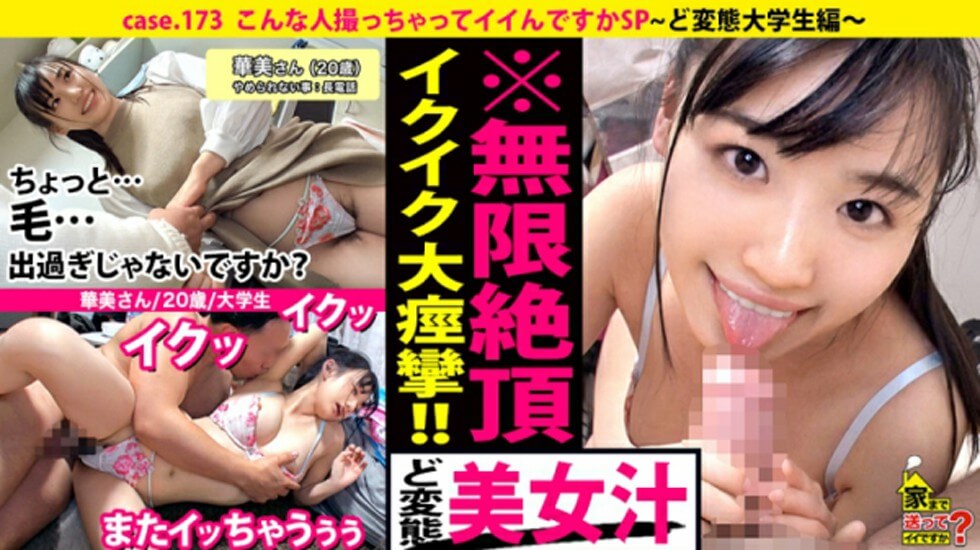 case.173 こんな人撮っちゃってイイんですかSP~ど変態大学生編～
華美さん（20歳）
やめられない事：長電話
ちょっと…
毛…
出過ぎじゃないですか？
華美さん/20歳/大学生
イクッ
イクッ
またイッちゃうぅぅ
※無限絶頂
イクイク大痙攣!!
ど変態
美女汁
家まで
送って
イイですか?